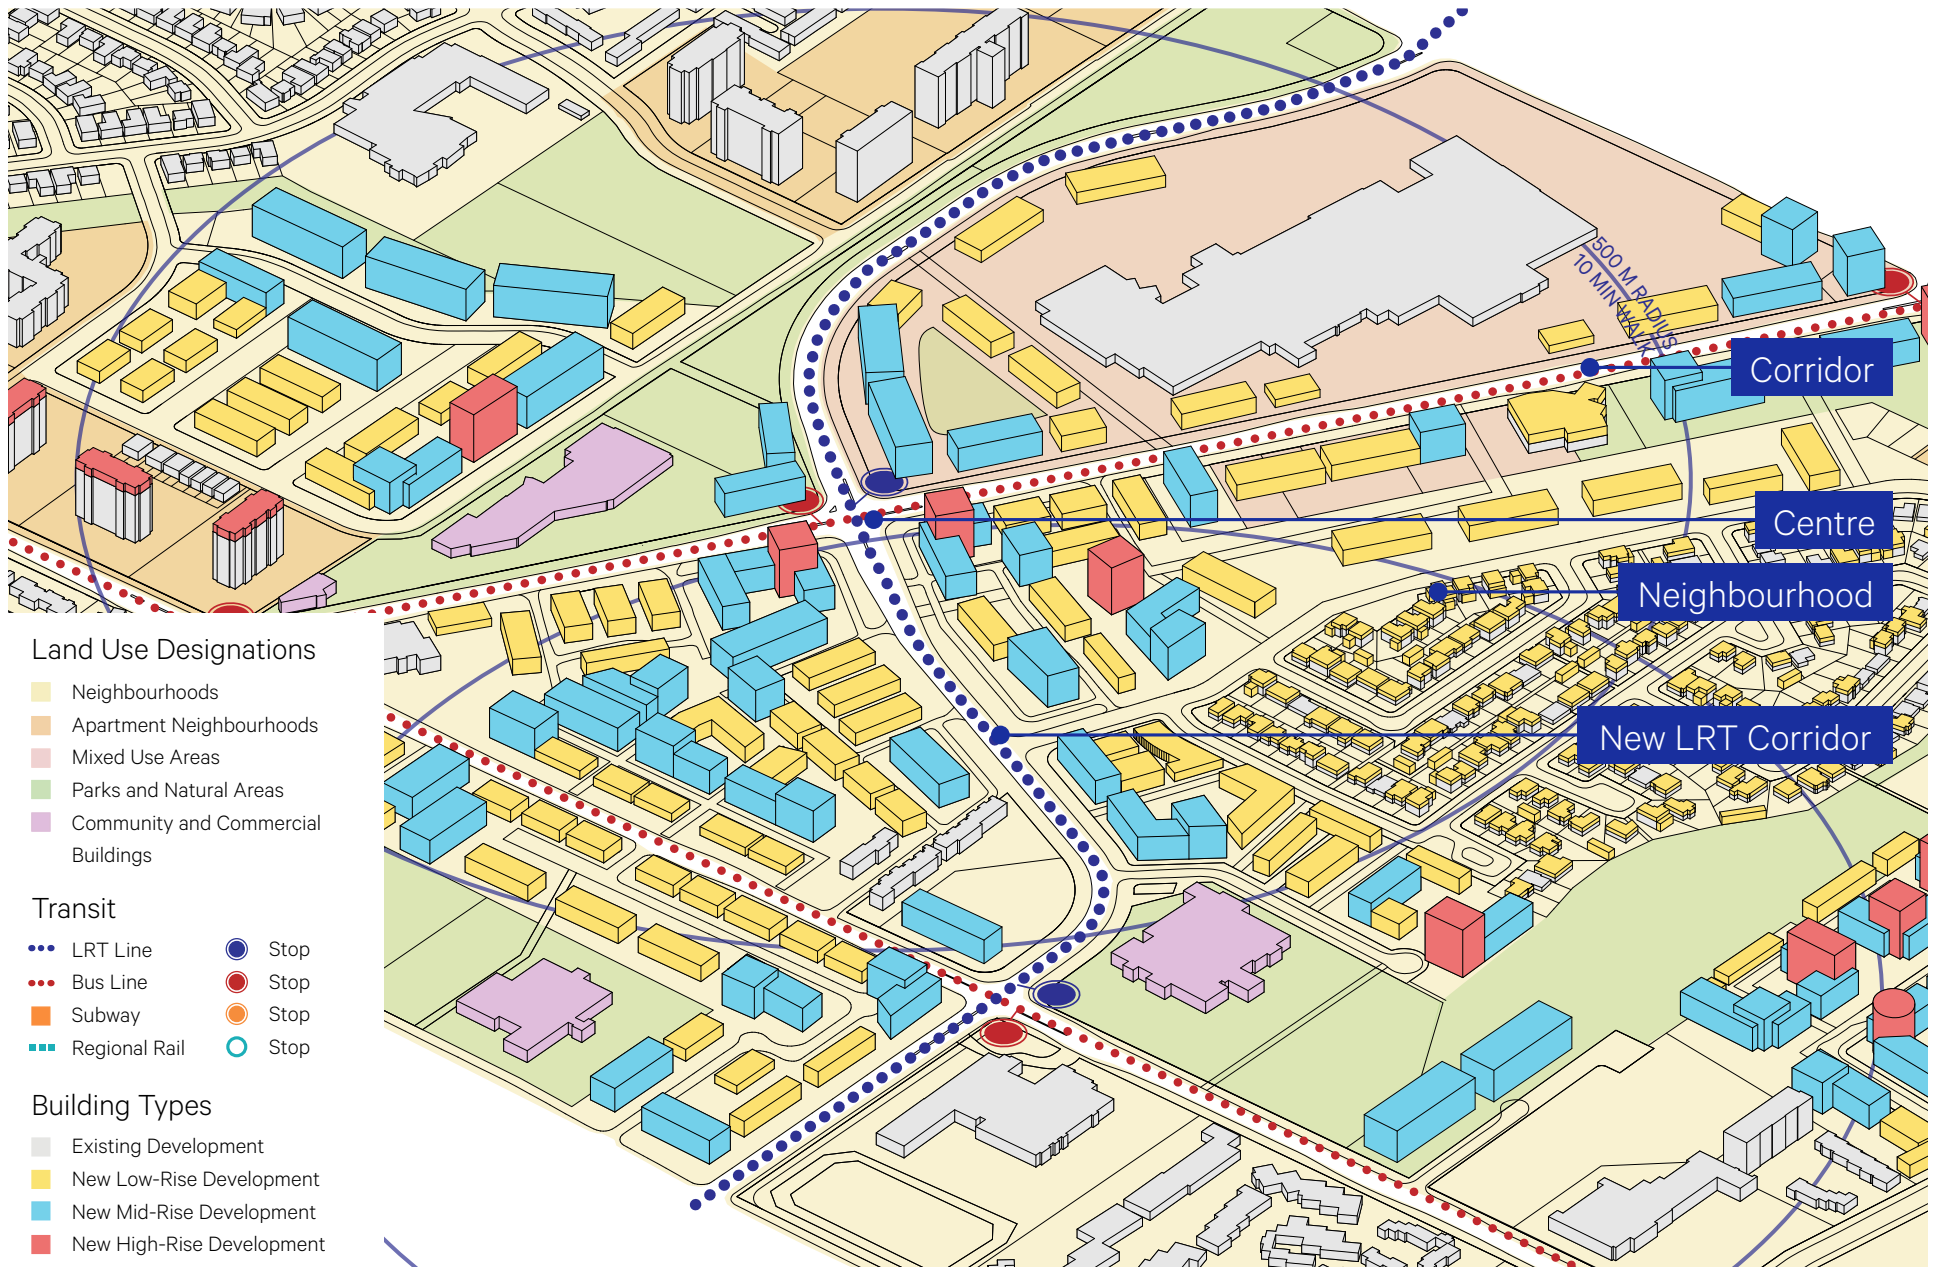 500 M RADIUS
10 MIN WALK
Corridor
Centre
Neighbourhood
New LRT Corridor
Land Use Designations
Neighbourhoods
Apartment Neighbourhoods
Mixed Use Areas
Parks and Natural Areas
Community and Commercial
Buildings
Transit
LRT Line
Stop
Bus Line
Stop
Subway
Stop
Regional Rail
Stop
Building Types
Existing Development
New Low-Rise Development
New Mid-Rise Development
New High-Rise Development